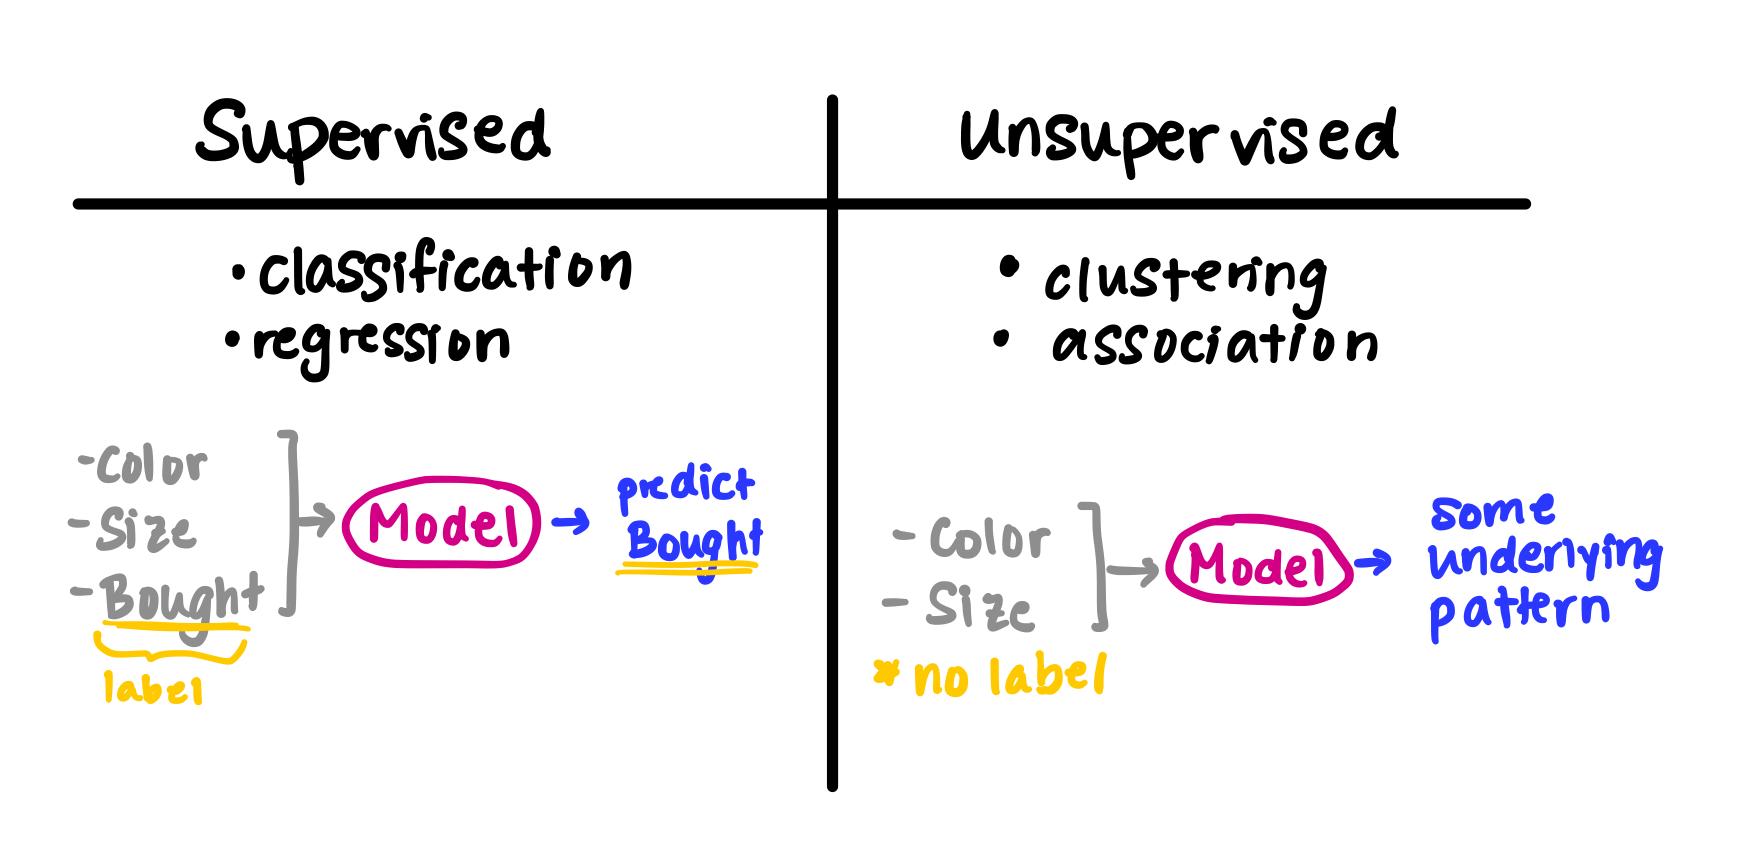 Supervised
• classification
• regression
- Color
- Size
- Bought
label
Model
predict
Bought
Unsupervised
• clustering
• association
- Color
- Size
* no label
Model
some
underlying
pattern